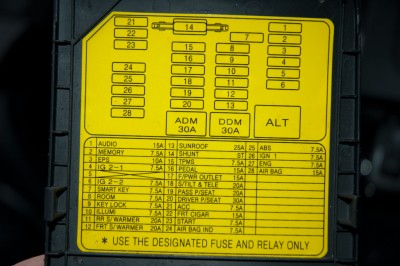 21
22
23
14
15
16
17
18
19
20
7
8
9
10
11
12
13
1
2
3
4
5
6
24
25
26
27
28
ADM 30A
DDM 30A
ALT
1 AUDIO 15A 13 SUNROOF 25A 25 ABS 7.5A
2 MEMORY 7.5A 14 SHUNT ST 26 IGN 1 7.5A
3 EPS 10A 15 TPMS 7.5A 27 ENG 7.5A
4 IG 2-1 7.5A 16 PEDAL 15A 28 AIR BAG 15A
5 17 F/PWR OUTLET 15A
6 IG 2-2 7.5A 18 S/TILT & TELE 20A
7 SMART KEY 7.5A 19 PASS P/SEAT 20A
8 ROOM 7.5A 20 DRIVER P/SEAT 30A
9 KEY LOCK 7.5A 21 ACC 7.5A
10 ILLUMI 7.5A 22 FRT CIGAR 15A
11 RR S/WARMER 20A 23 START 7.5A
12 FRT S/WARMER 20A 24 AIR BAG IND 7.5A
* USE THE DESIGNATED FUSE AND RELAY ONLY